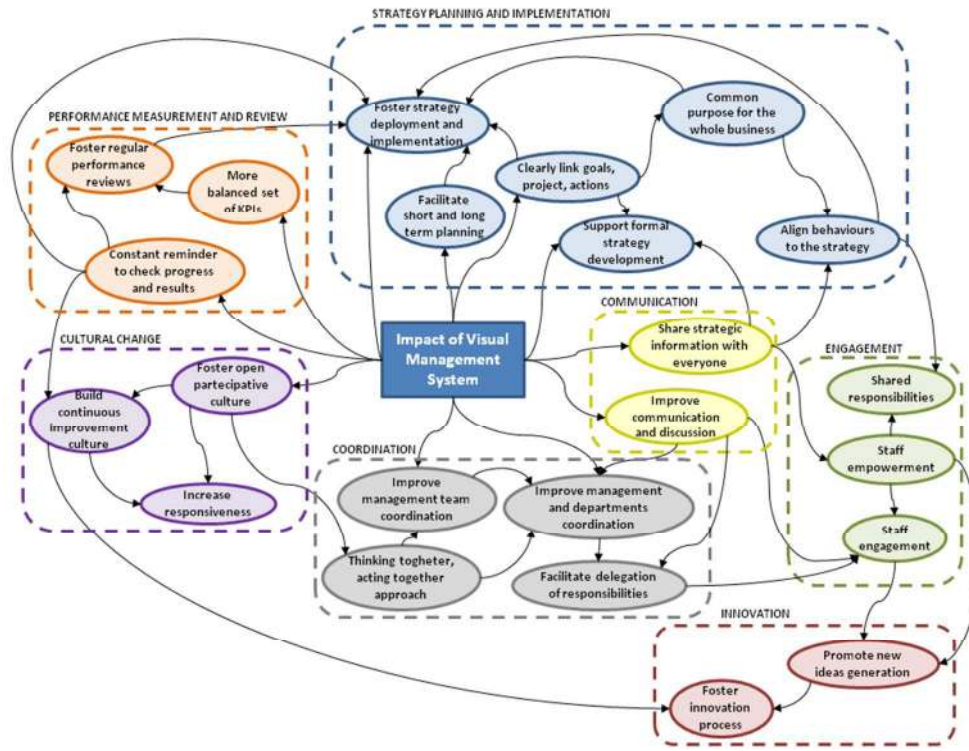 STRATEGY PLANNING AND IMPLEMENTATION
Foster strategy
deployment and
implementation
Common
purpose for the
whole business
Clearly link goals,
project, actions
Facilitate
short and long
term planning
Support formal
strategy
development
Align behaviours
to the strategy
PERFORMANCE MEASUREMENT AND REVIEW
Foster regular
performance
reviews
More
balanced set
of KPIs
Constant reminder
to check progress
and results
Impact of Visual
Management
System
COMMUNICATION
Share strategic
information with
everyone
Improve
communication
and discussion
CULTURAL CHANGE
Foster open
partecipative
culture
Build
continuous
improvement
culture
Increase
responsiveness
ENGAGEMENT
Shared
responsibilities
Staff
empowerment
Staff
engagement
COORDINATION
Improve
management team
coordination
Improve management
and departments
coordination
Thinking togheter,
acting together
approach
Facilitate delegation
of responsibilities
INNOVATION
Promote new
ideas generation
Foster
innovation
process